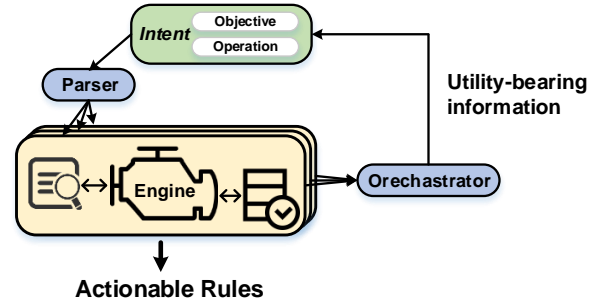 Intent
Objective
Operation
Parser
Utility-bearing
information
Engine
Orechastrator
Actionable Rules